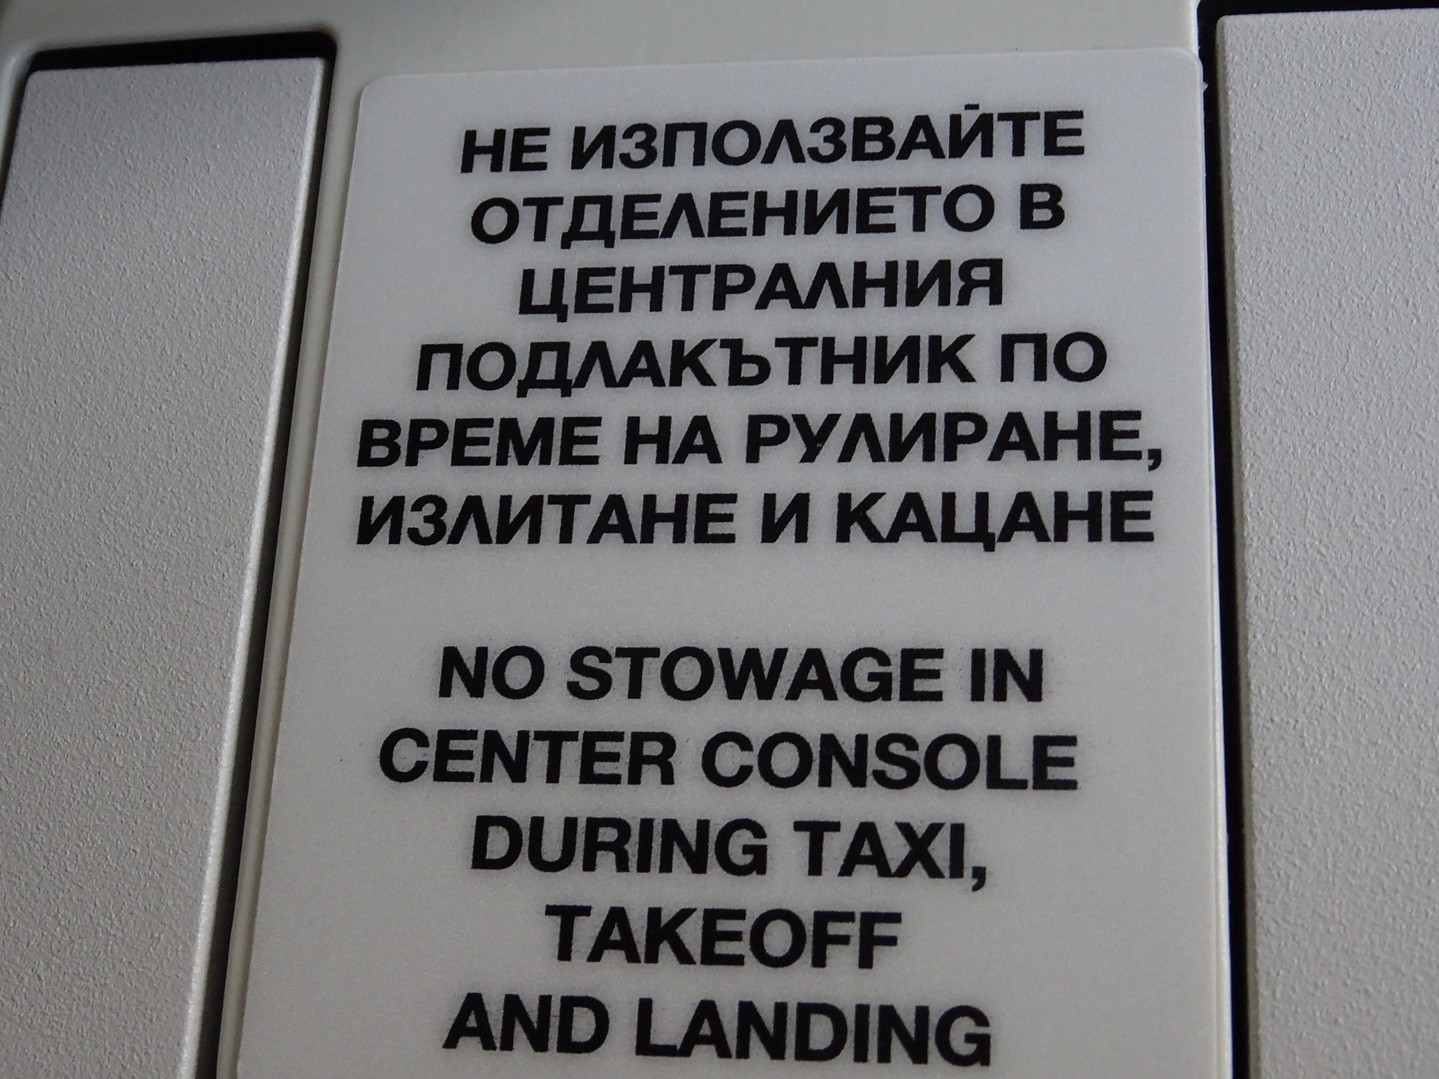 НЕ ИЗПОЛЗВАЙТЕ
ОТДЕЛЕНИЕТО В
ЦЕНТРАЛНИЯ
ПОДЛАКЪТНИК ПО
ВРЕМЕ НА РУЛИРАНЕ,
ИЗЛИТАНЕ И КАЦАНЕ
NO STOWAGE IN
CENTER CONSOLE
DURING TAXI,
TAKEOFF
AND LANDING